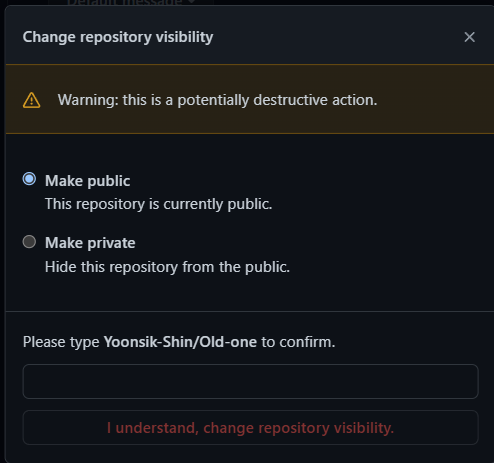 Default message
Change repository visibility
Warning: this is a potentially destructive action.
Make public
This repository is currently public.
Make private
Hide this repository from the public.
Please type Yoonsik-Shin/Old-one to confirm.
I understand, change repository visibility.